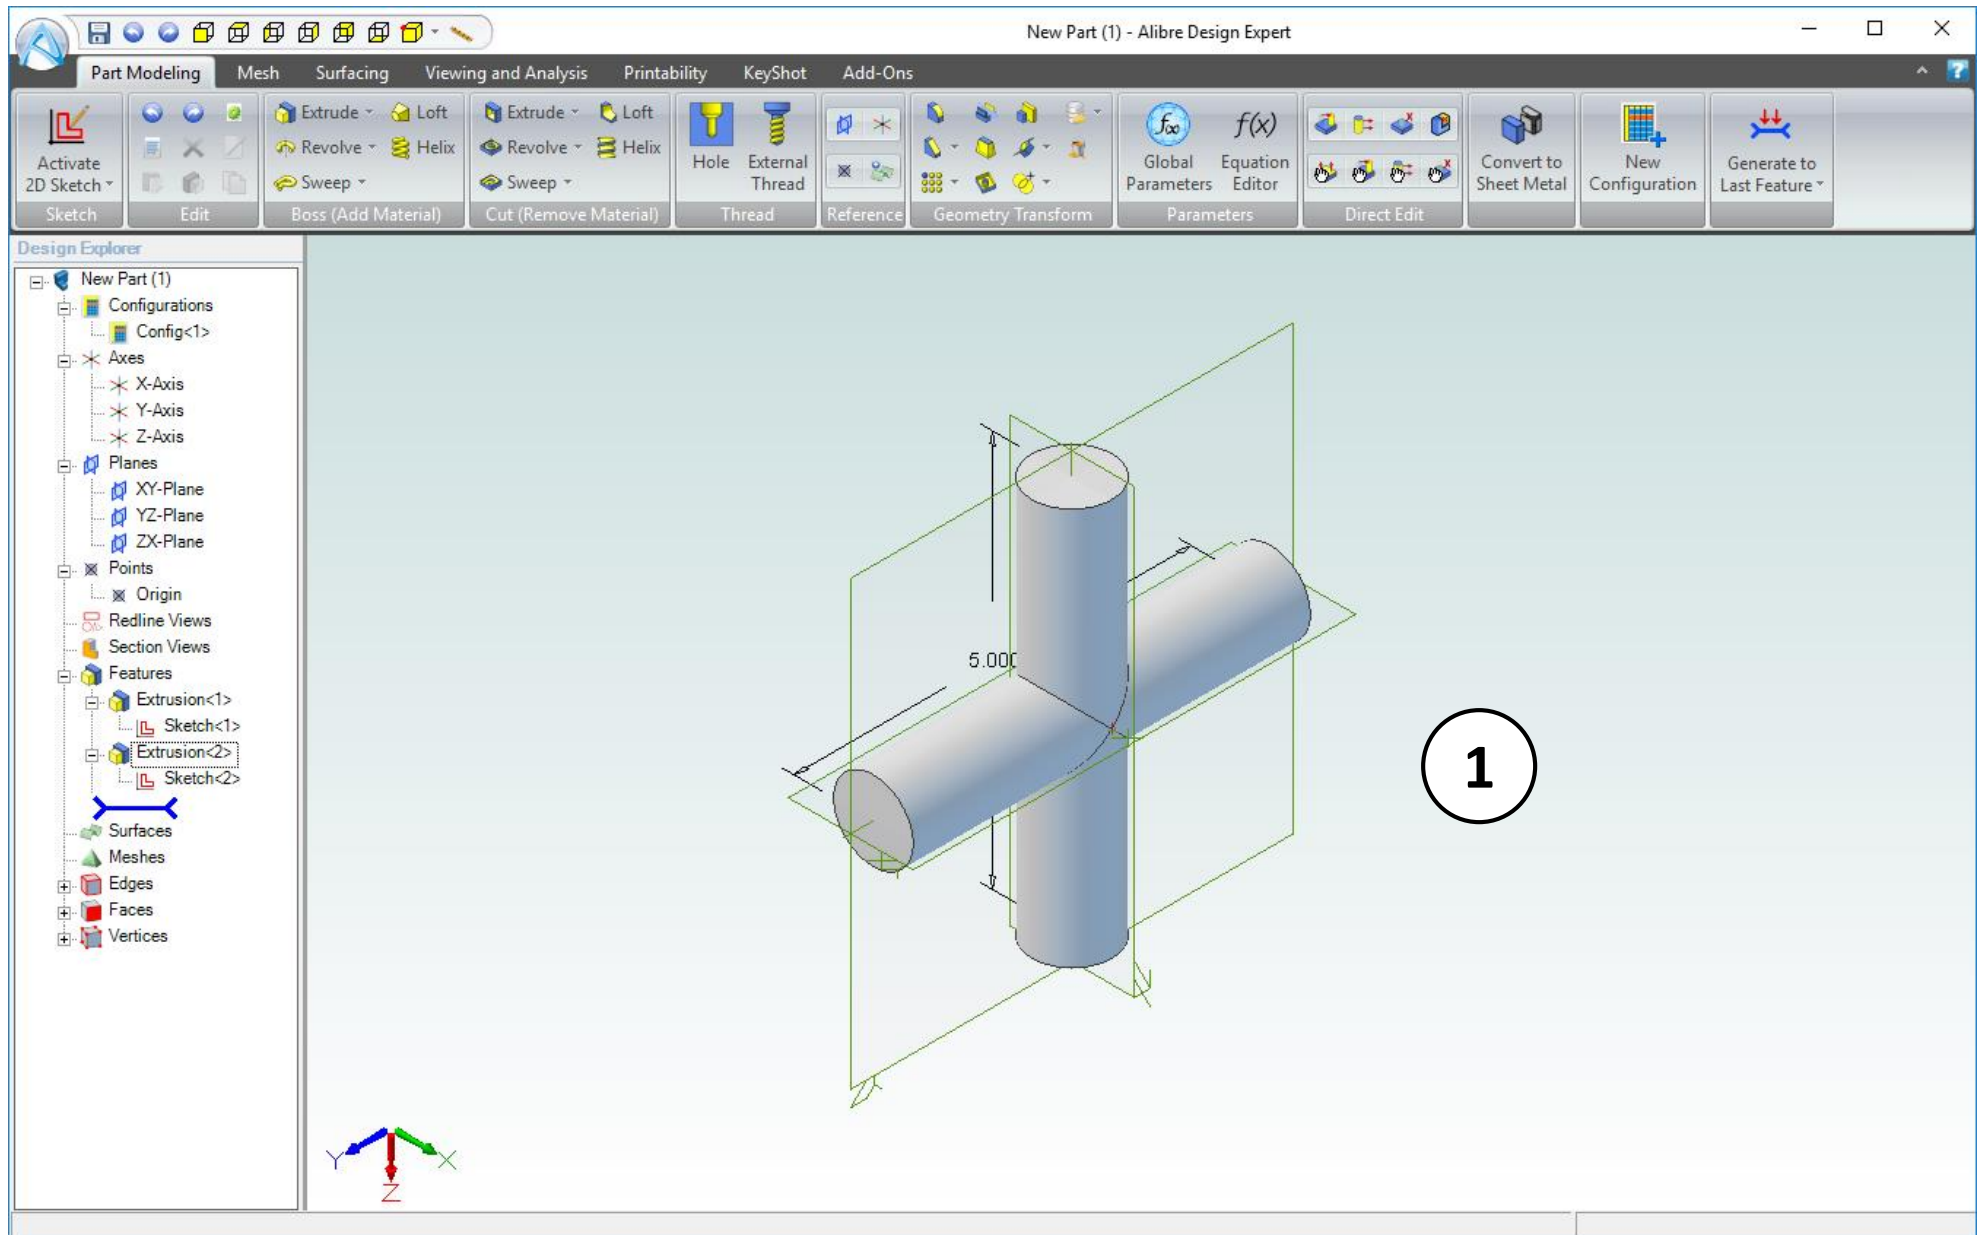 New Part (1) - Alibre Design Expert
Part Modeling Mesh Surfacing Viewing and Analysis Printability KeyShot Add-Ons
Activate 2D Sketch
Sketch
Edit
Extrude Loft
Revolve Helix
Sweep
Boss (Add Material)
Extrude Loft
Revolve Helix
Sweep
Cut (Remove Material)
Hole
External Thread
Thread
Reference
Geometry Transform
f∞
Global Parameters
f(x)
Equation Editor
Parameters
Direct Edit
Convert to Sheet Metal
New Configuration
Generate to Last Feature
Design Explorer
New Part (1)
Configurations
Config<1>
Axes
X-Axis
Y-Axis
Z-Axis
Planes
XY-Plane
YZ-Plane
ZX-Plane
Points
Origin
Redline Views
Section Views
Features
Extrusion<1>
Sketch<1>
Extrusion<2>
Sketch<2>
Surfaces
Meshes
Edges
Faces
Vertices
5.000
1
Y
X
Z